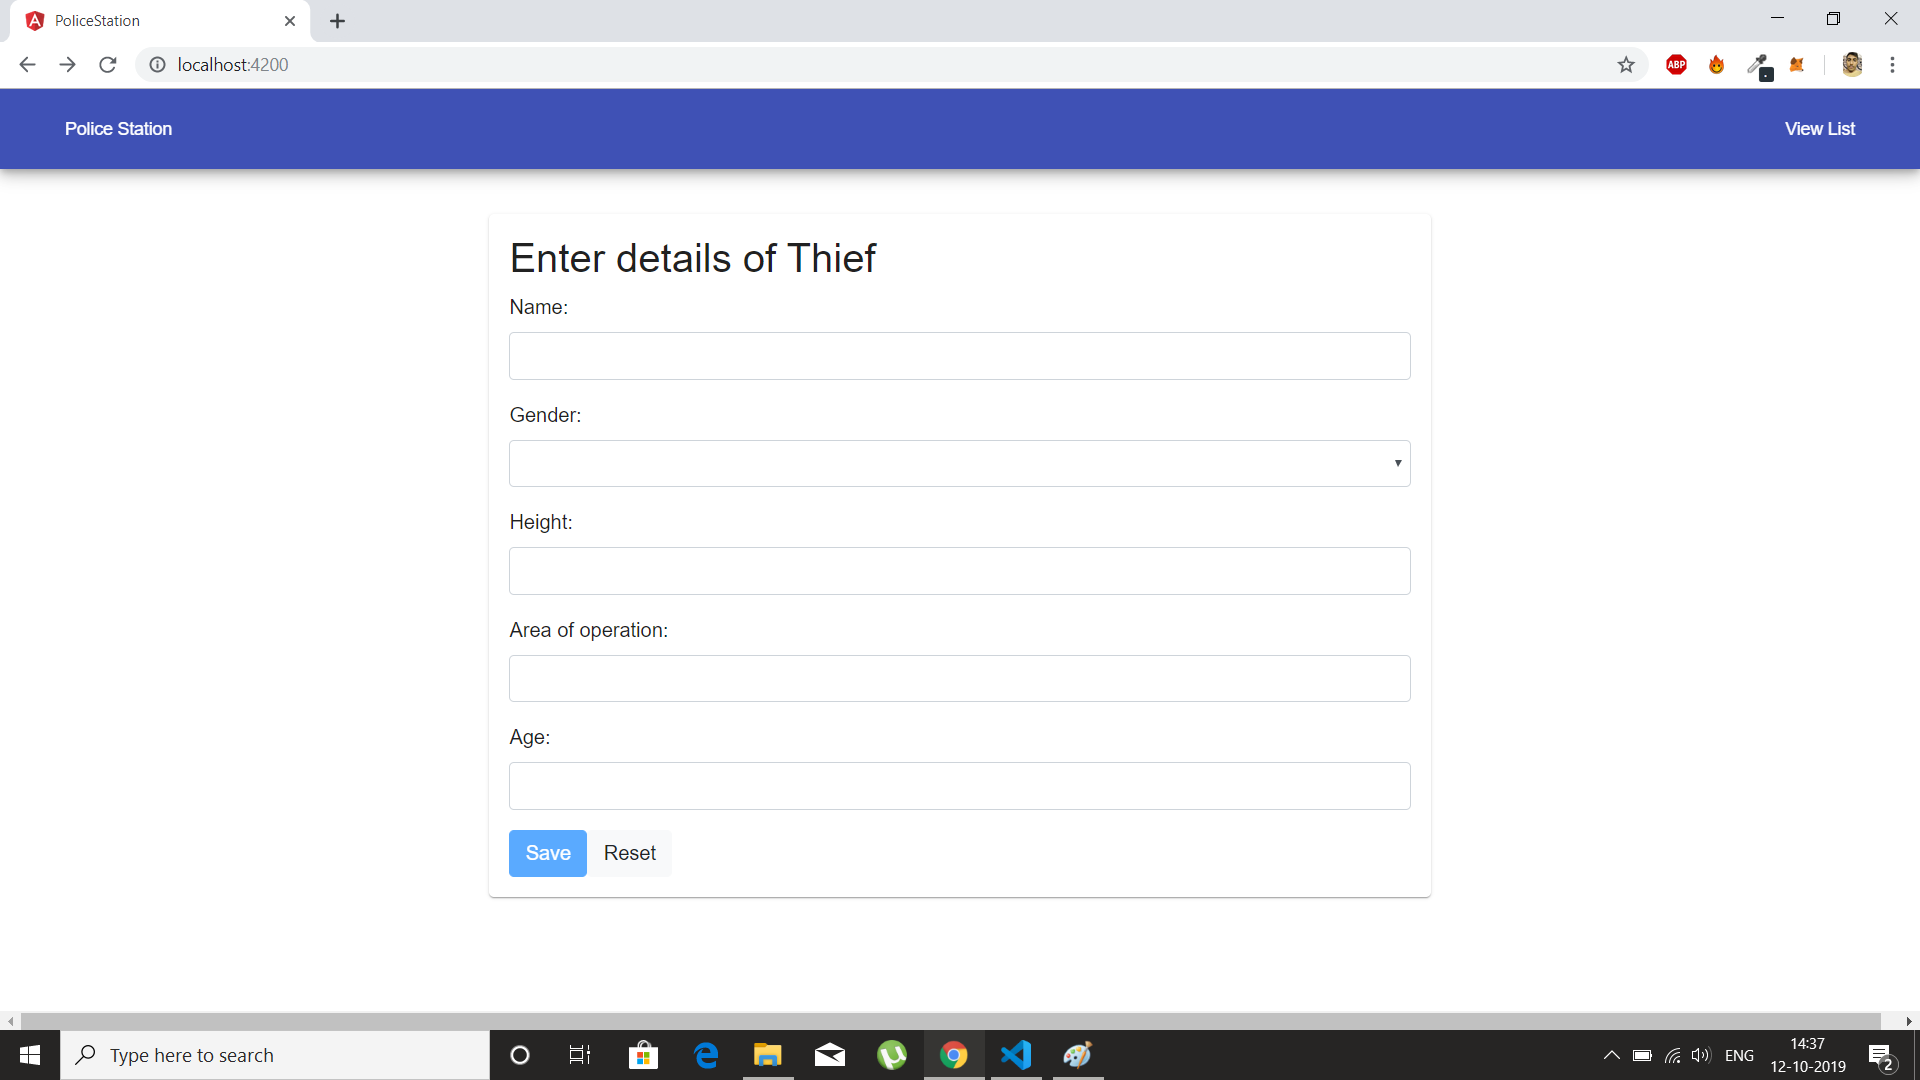 PoliceStation
localhost:4200
ABP
Police Station
View List
Enter details of Thief
Name:
Gender:
Height:
Area of operation:
Age:
Save
Reset
Type here to search
ENG
14:37
12-10-2019
2